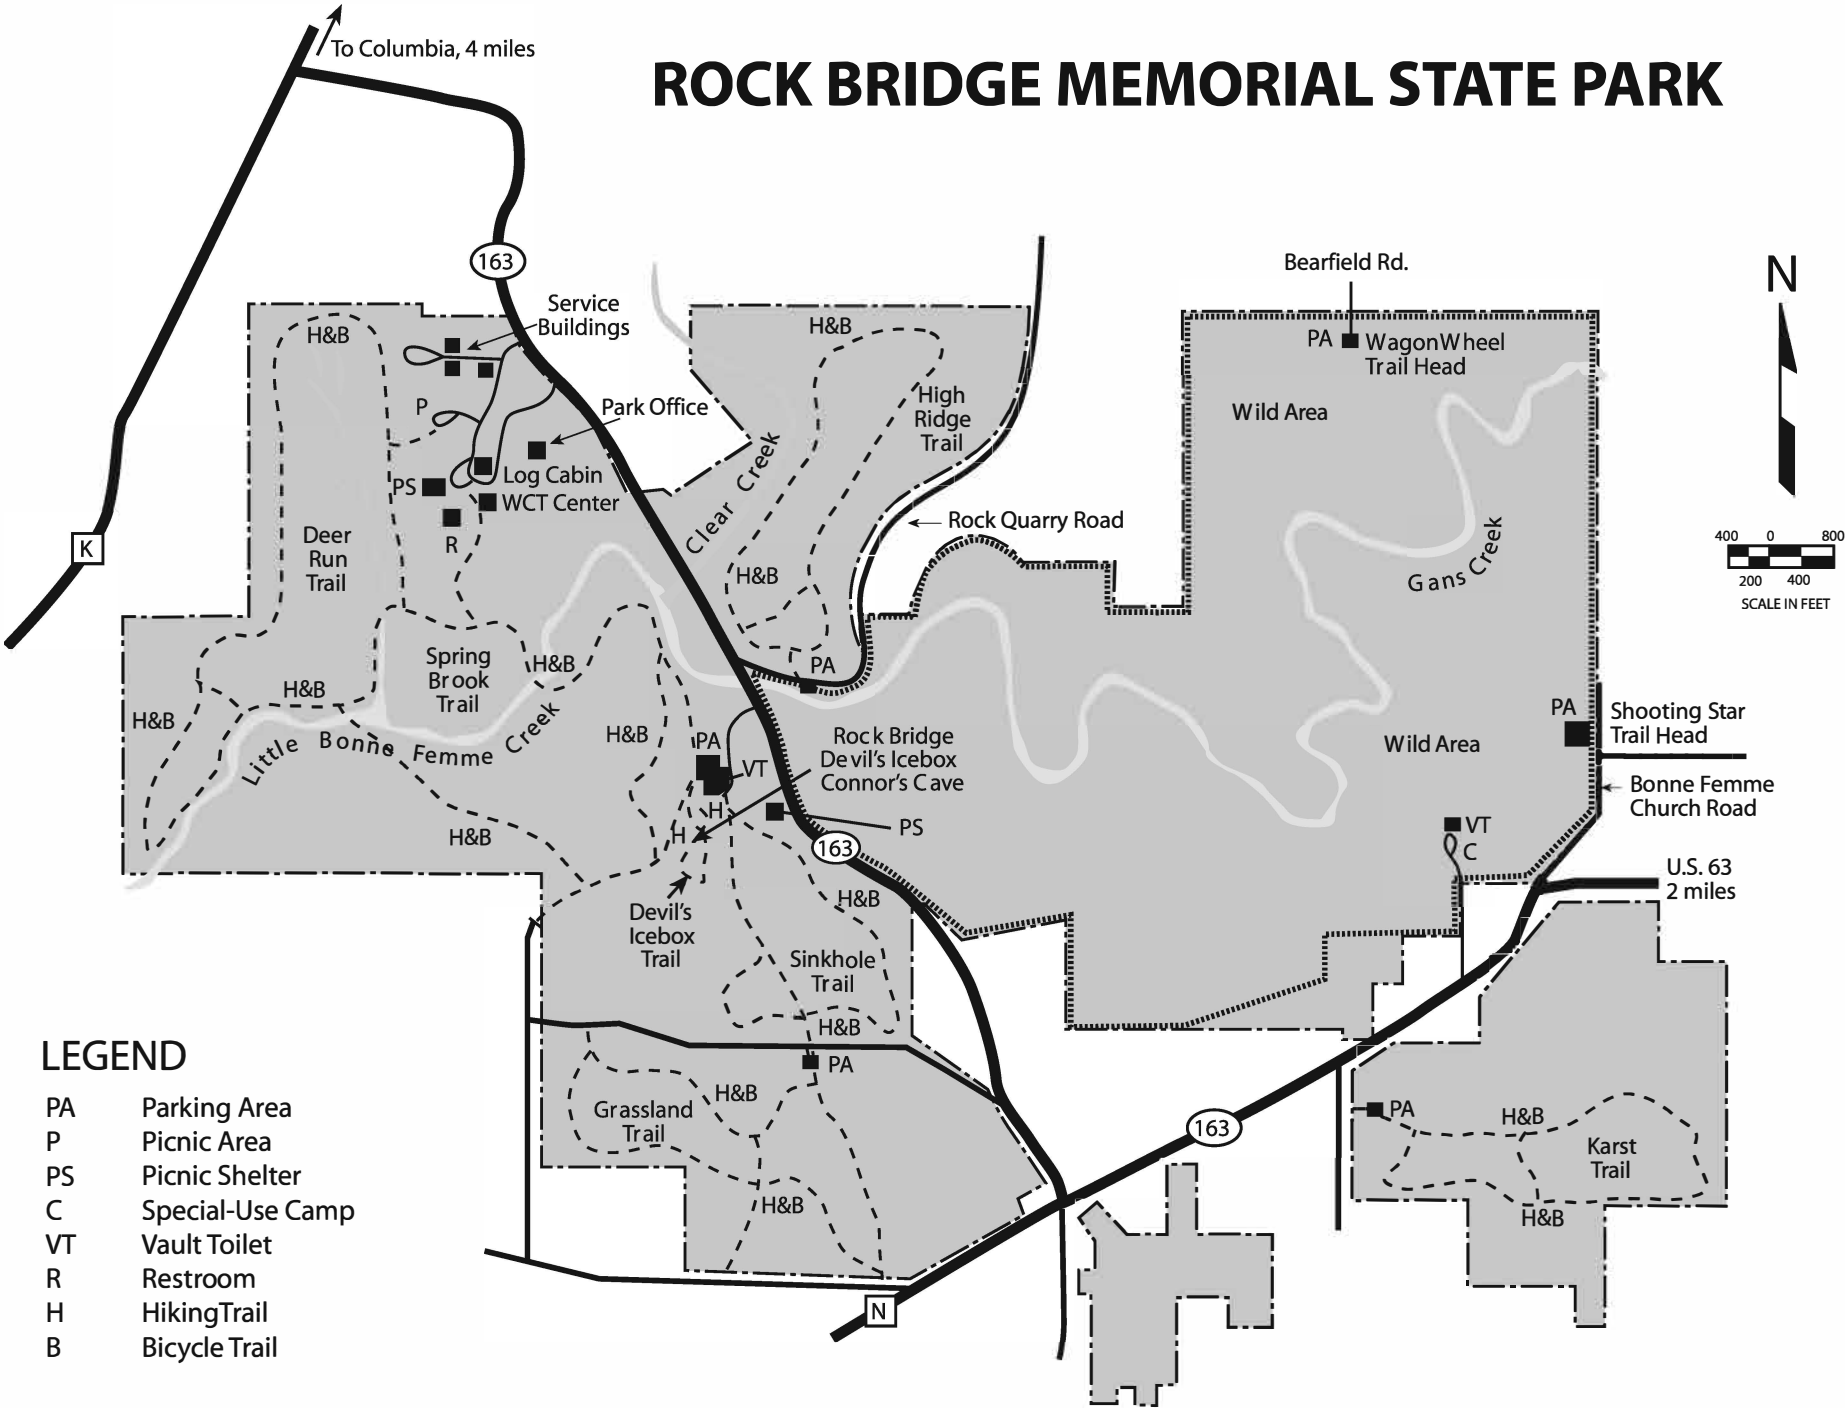 To Columbia, 4 miles
ROCK BRIDGE MEMORIAL STATE PARK
163
Bearfield Rd.
N
Service
Buildings
H&B
H&B
PA
WagonWheel
Trail Head
High
Ridge
Trail
P
Park Office
Wild Area
Clear Creek
Log Cabin
PS
WCT Center
Rock Quarry Road
K
R
Deer
Run
Trail
Gans Creek
400 0 800
200 400
SCALE IN FEET
H&B
Spring
Brook
Trail
H&B
PA
H&B
H&B
H&B
PA
Little Bonne Femme Creek
Rock Bridge
Devil's Icebox
Connor's Cave
VT
Wild Area
PA
Shooting Star
Trail Head
Bonne Femme
Church Road
H
H
PS
H&B
163
VT
C
U.S. 63
2 miles
H&B
Devil's
Icebox
Trail
Sinkhole
Trail
H&B
PA
H&B
Grassland
Trail
H&B
163
PA
H&B
Karst
Trail
H&B
N
LEGEND
PA Parking Area
P Picnic Area
PS Picnic Shelter
C Special-Use Camp
VT Vault Toilet
R Restroom
H HikingTrail
B Bicycle Trail